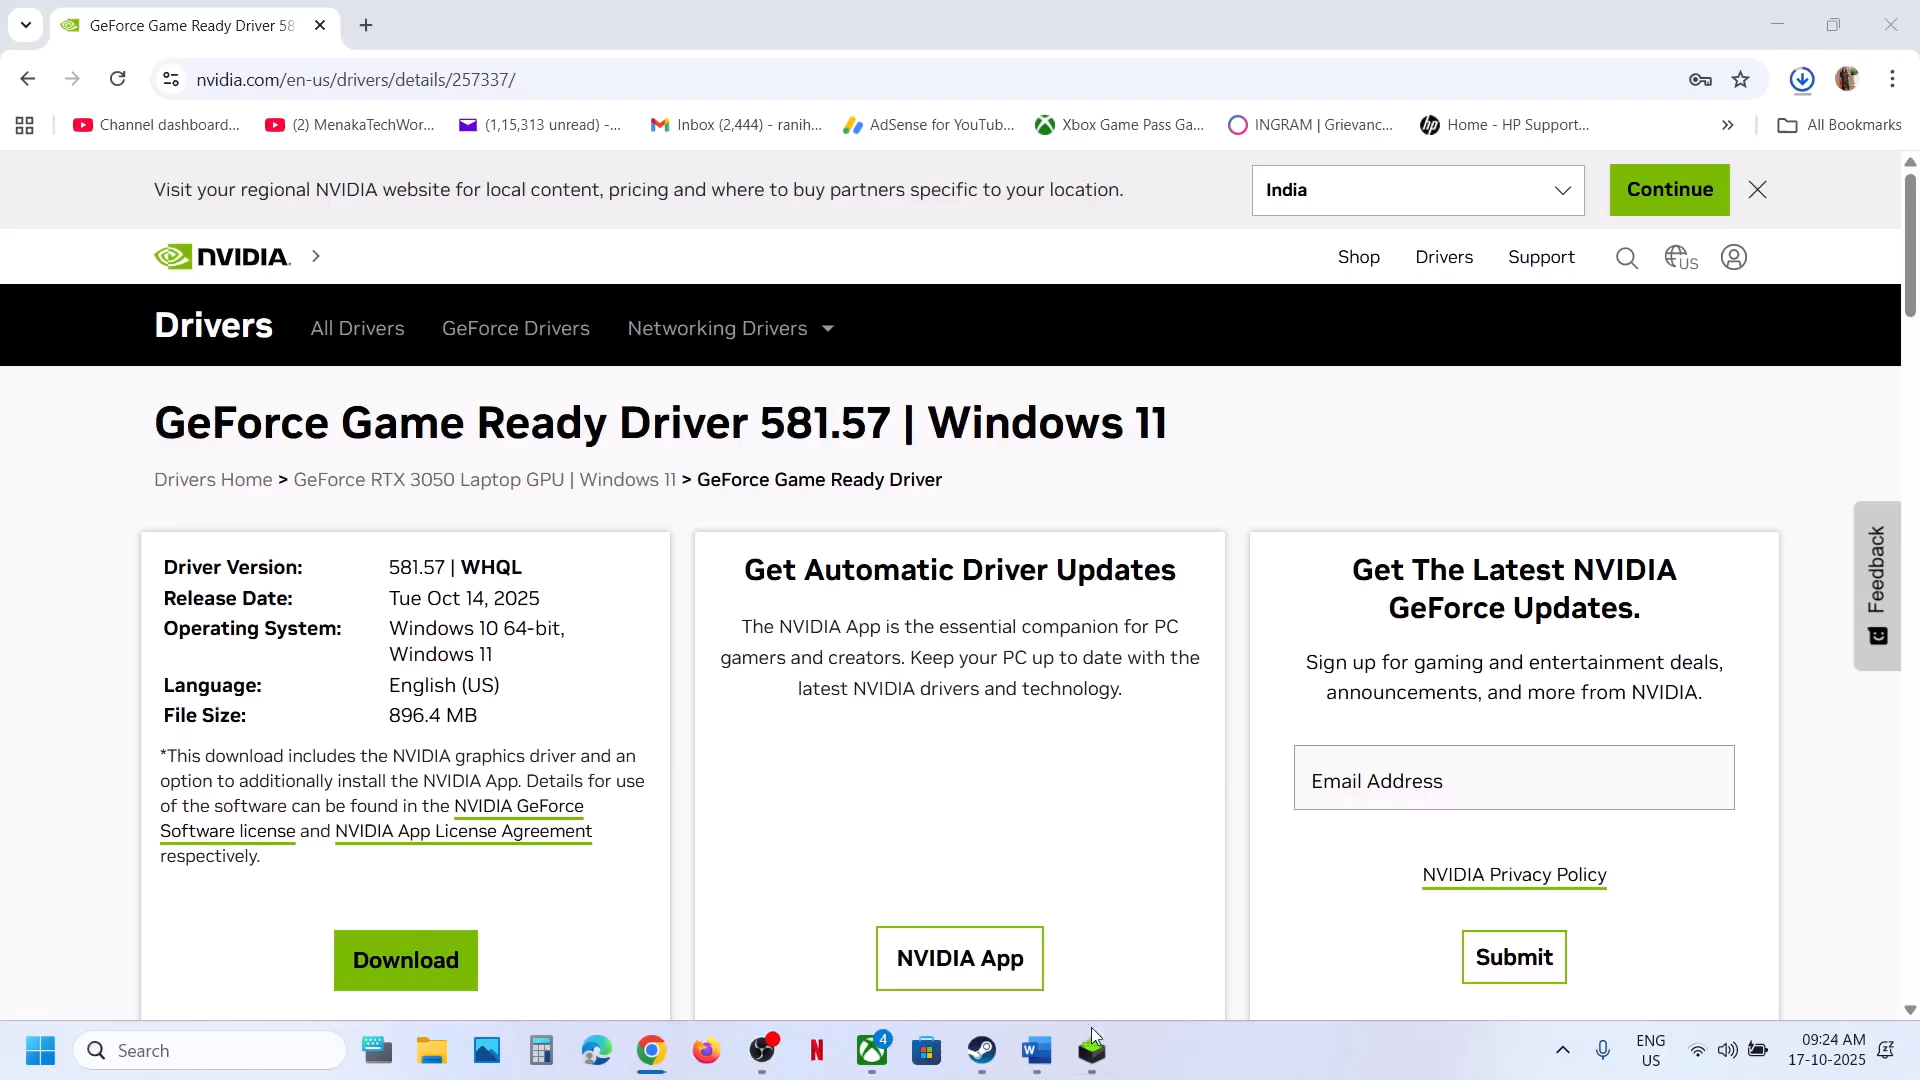 GeForce Game Ready Driver 58
nvidia.com/en-us/drivers/details/257337/
Channel dashboard...
(2) MenakaTechWor...
(1,15,313 unread) -...
Inbox (2,444) - ranih...
AdSense for YouTub...
Xbox Game Pass Ga...
INGRAM | Grievanc...
Home - HP Support...
All Bookmarks
Visit your regional NVIDIA website for local content, pricing and where to buy partners specific to your location.
India
Continue
NVIDIA.
Shop
Drivers
Support
US
Drivers
All Drivers
GeForce Drivers
Networking Drivers
GeForce Game Ready Driver 581.57 | Windows 11
Drivers Home > GeForce RTX 3050 Laptop GPU | Windows 11 > GeForce Game Ready Driver
Driver Version: 581.57 | WHQL
Release Date: Tue Oct 14, 2025
Operating System: Windows 10 64-bit,
Windows 11
Language: English (US)
File Size: 896.4 MB
*This download includes the NVIDIA graphics driver and an
option to additionally install the NVIDIA App. Details for use
of the software can be found in the NVIDIA GeForce
Software license and NVIDIA App License Agreement
respectively.
Download
Get Automatic Driver Updates
The NVIDIA App is the essential companion for PC
gamers and creators. Keep your PC up to date with the
latest NVIDIA drivers and technology.
NVIDIA App
Get The Latest NVIDIA
GeForce Updates.
Sign up for gaming and entertainment deals,
announcements, and more from NVIDIA.
Email Address
NVIDIA Privacy Policy
Submit
Feedback
Search
4
ENG
US
09:24 AM
17-10-2025